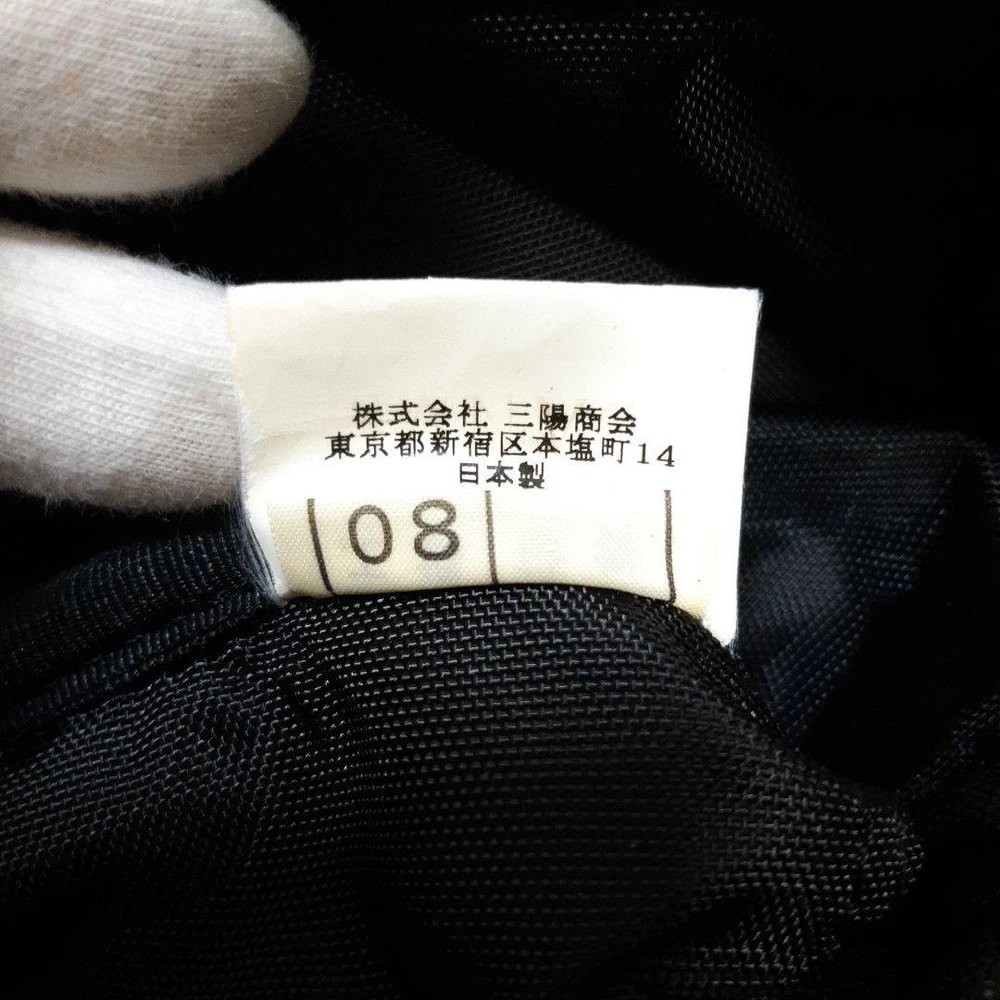 株式会社 三陽商会
東京都新宿区本塩町14
日本製
08